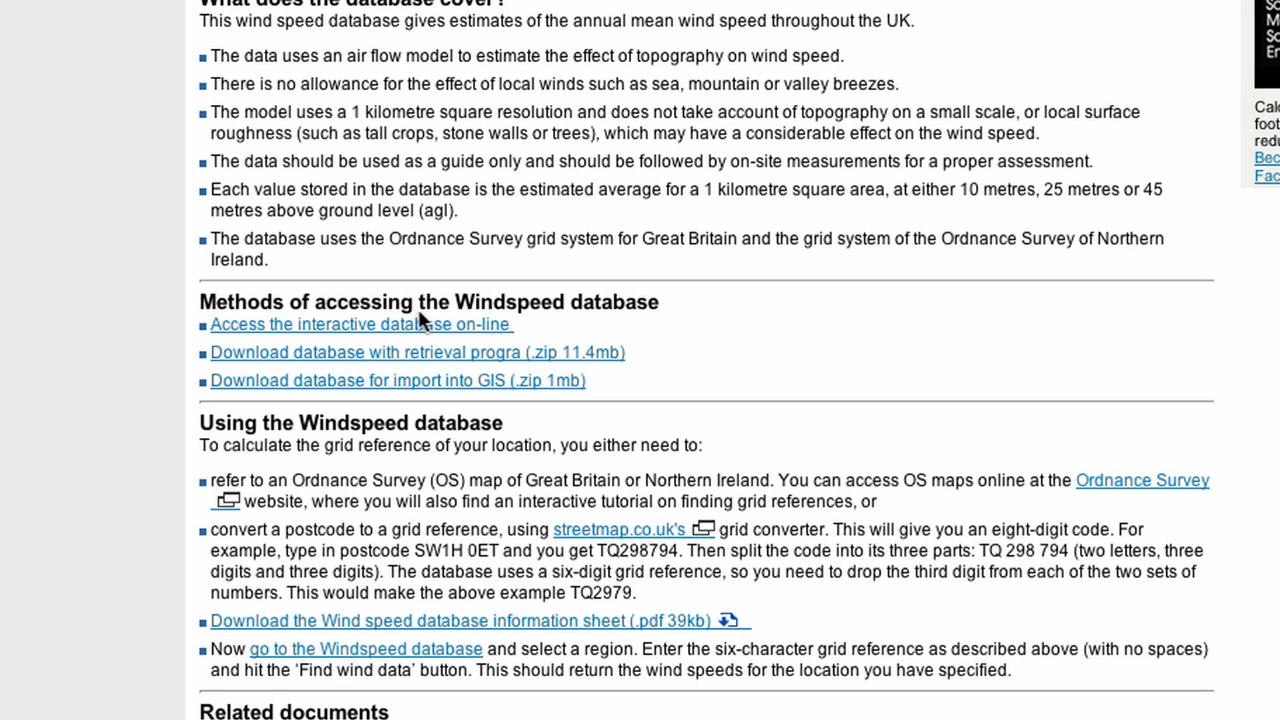 What does the database cover?
This wind speed database gives estimates of the annual mean wind speed throughout the UK.
The data uses an air flow model to estimate the effect of topography on wind speed.
There is no allowance for the effect of local winds such as sea, mountain or valley breezes.
The model uses a 1 kilometre square resolution and does not take account of topography on a small scale, or local surface
roughness (such as tall crops, stone walls or trees), which may have a considerable effect on the wind speed.
The data should be used as a guide only and should be followed by on-site measurements for a proper assessment.
Each value stored in the database is the estimated average for a 1 kilometre square area, at either 10 metres, 25 metres or 45
metres above ground level (agl).
The database uses the Ordnance Survey grid system for Great Britain and the grid system of the Ordnance Survey of Northern
Ireland.
Methods of accessing the Windspeed database
Access the interactive database on-line
Download database with retrieval progra (.zip 11.4mb)
Download database for import into GIS (.zip 1mb)
Using the Windspeed database
To calculate the grid reference of your location, you either need to:
refer to an Ordnance Survey (OS) map of Great Britain or Northern Ireland. You can access OS maps online at the Ordnance Survey
website, where you will also find an interactive tutorial on finding grid references, or
convert a postcode to a grid reference, using streetmap.co.uk's grid converter. This will give you an eight-digit code. For
example, type in postcode SW1H 0ET and you get TQ298794. Then split the code into its three parts: TQ 298 794 (two letters, three
digits and three digits). The database uses a six-digit grid reference, so you need to drop the third digit from each of the two sets of
numbers. This would make the above example TQ2979.
Download the Wind speed database information sheet (.pdf 39kb)
Now go to the Windspeed database and select a region. Enter the six-character grid reference as described above (with no spaces)
and hit the ‘Find wind data’ button. This should return the wind speeds for the location you have specified.
Related documents